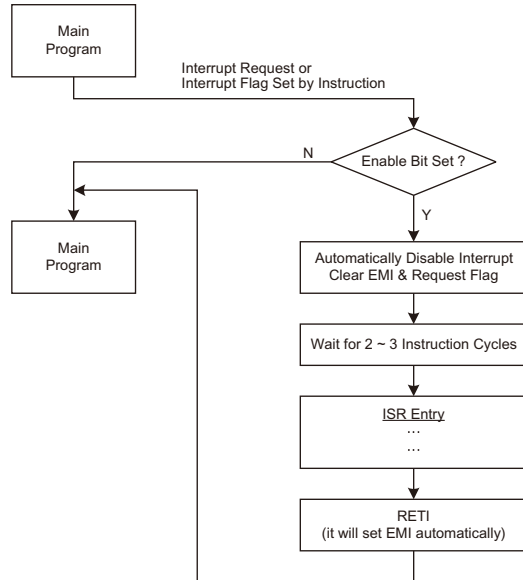 Main
Program
Interrupt Request or
Interrupt Flag Set by Instruction
N
Enable Bit Set ?
Y
Main
Program
Automatically Disable Interrupt
Clear EMI & Request Flag
Wait for 2 ~ 3 Instruction Cycles
ISR Entry
...
...
RETI
(it will set EMI automatically)